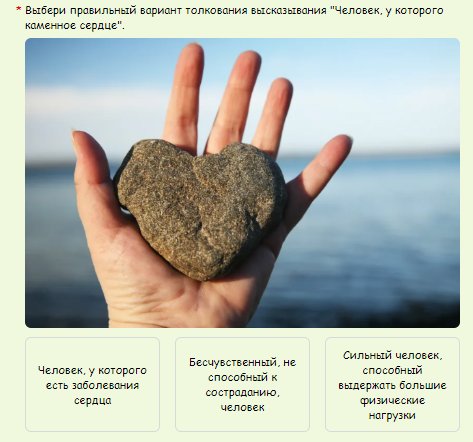 * Выбери правильный вариант толкования высказывания "Человек, у которого
каменное сердце".
Человек, у которого
есть заболевания
сердца
Бесчувственный, не
способный к
состраданию,
человек
Сильный человек,
способный
выдержать большие
физические
нагрузки